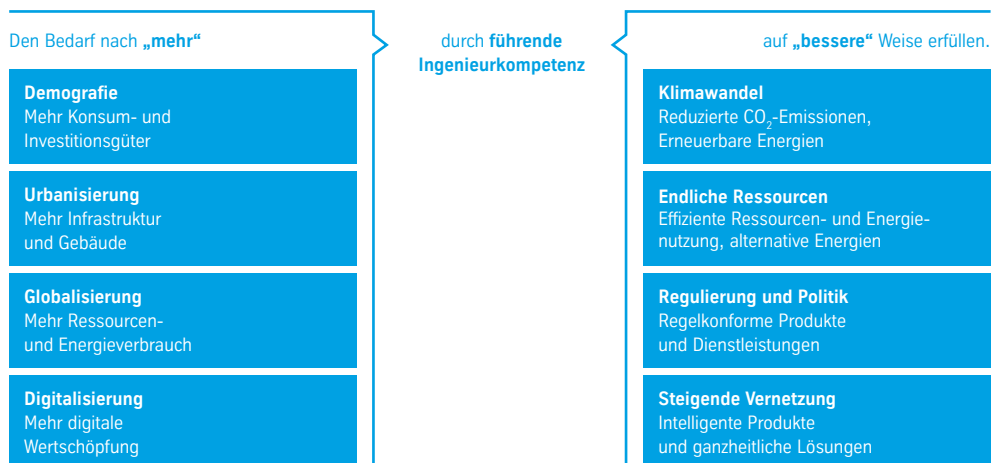 Den Bedarf nach „mehr“
durch führende
Ingenieurkompetenz
auf „bessere“ Weise erfüllen.
Demografie
Mehr Konsum- und
Investitionsgüter
Urbanisierung
Mehr Infrastruktur
und Gebäude
Globalisierung
Mehr Ressourcen-
und Energieverbrauch
Digitalisierung
Mehr digitale
Wertschöpfung
Klimawandel
Reduzierte CO₂-Emissionen,
Erneuerbare Energien
Endliche Ressourcen
Effiziente Ressourcen- und Energie-
nutzung, alternative Energien
Regulierung und Politik
Regelkonforme Produkte
und Dienstleistungen
Steigende Vernetzung
Intelligente Produkte
und ganzheitliche Lösungen